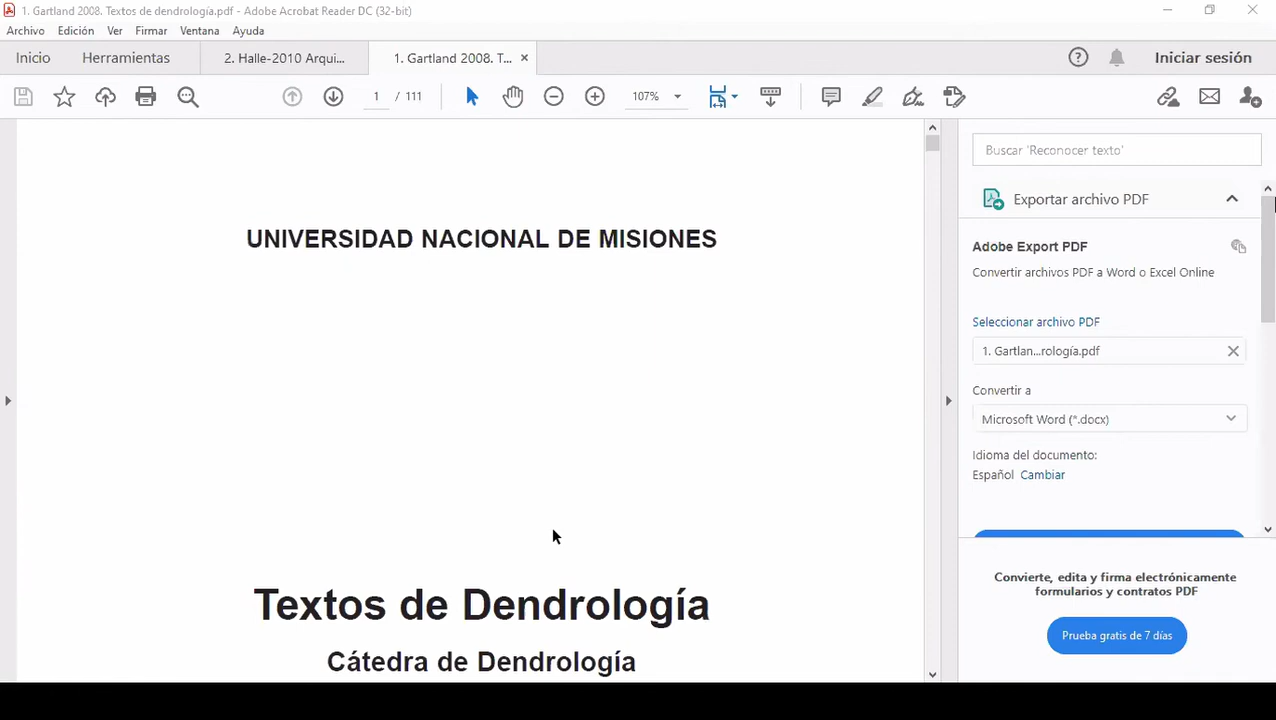 1. Gartland 2008. Textos de dendrología.pdf - Adobe Acrobat Reader DC (32-bit)
Archivo Edición Ver Firmar Ventana Ayuda
Inicio Herramientas 2. Halle-2010 Arqui... 1. Gartland 2008. T... Iniciar sesión
1 / 111 107%
Buscar 'Reconocer texto'
Exportar archivo PDF
Adobe Export PDF
Convertir archivos PDF a Word o Excel Online
Seleccionar archivo PDF
1. Gartlan...rología.pdf
Convertir a
Microsoft Word (*.docx)
Idioma del documento:
Español Cambiar
Convierte, edita y firma electrónicamente
formularios y contratos PDF
Prueba gratis de 7 días
UNIVERSIDAD NACIONAL DE MISIONES
Textos de Dendrología
Cátedra de Dendrología